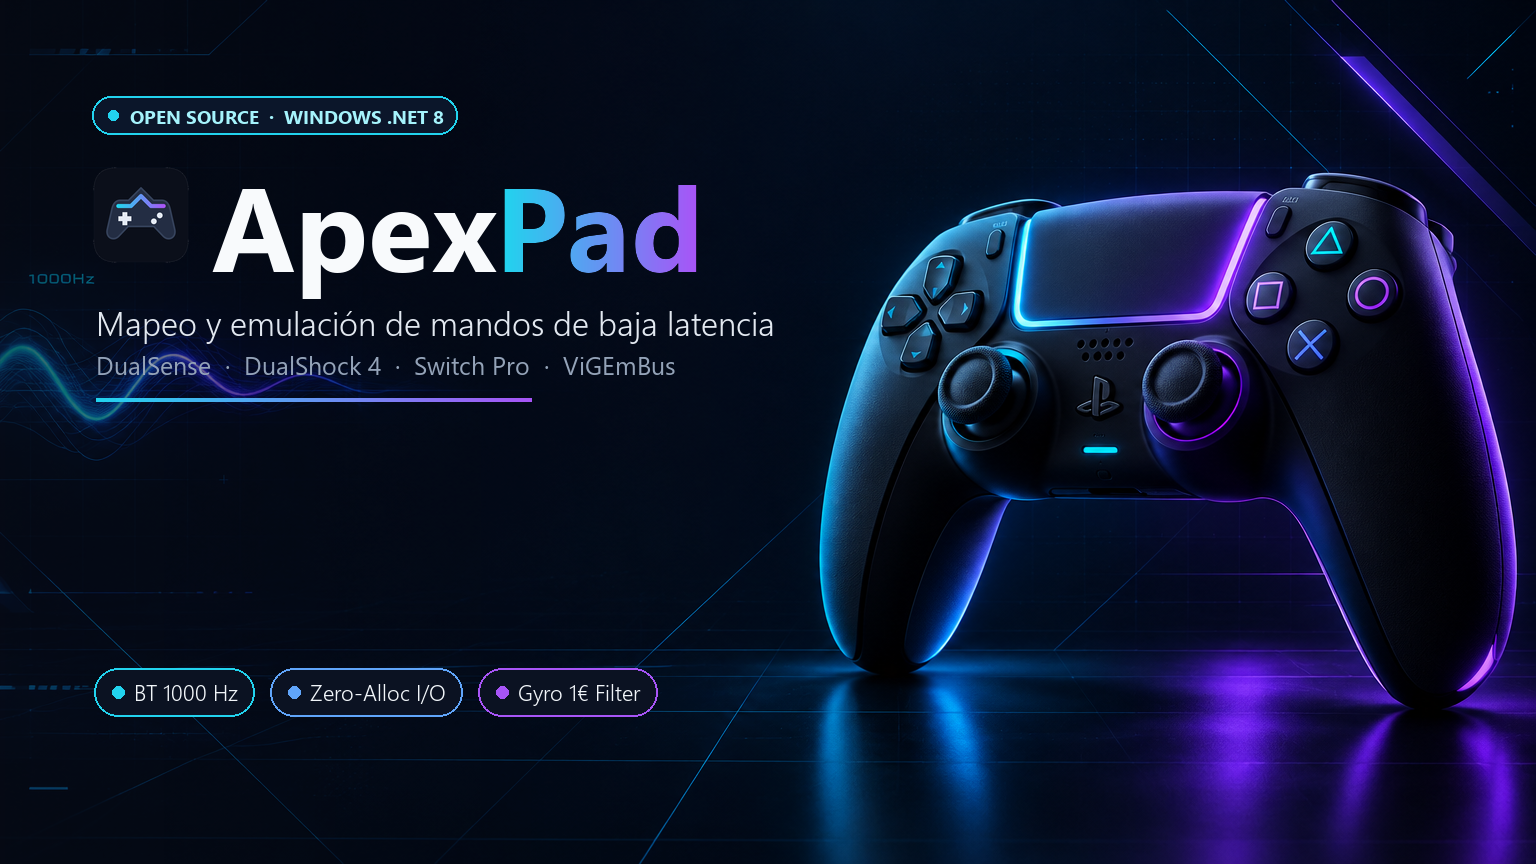 OPEN SOURCE · WINDOWS .NET 8
ApexPad
1000Hz
Mapeo y emulación de mandos de baja latencia
DualSense · DualShock 4 · Switch Pro · ViGEmBus
BT 1000 Hz
Zero-Alloc I/O
Gyro 1€ Filter